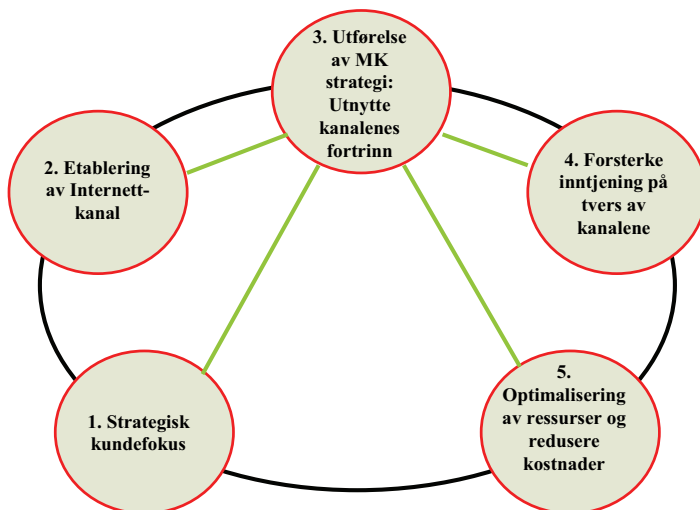 3. Utførelse
av MK
strategi:
Utnytte
kanalenes
fortrinn
2. Etablering
av Internett-
kanal
4. Forsterke
inntjening på
tvers av
kanalene
1. Strategisk
kundefokus
5.
Optimalisering
av ressurser og
redusere
kostnader